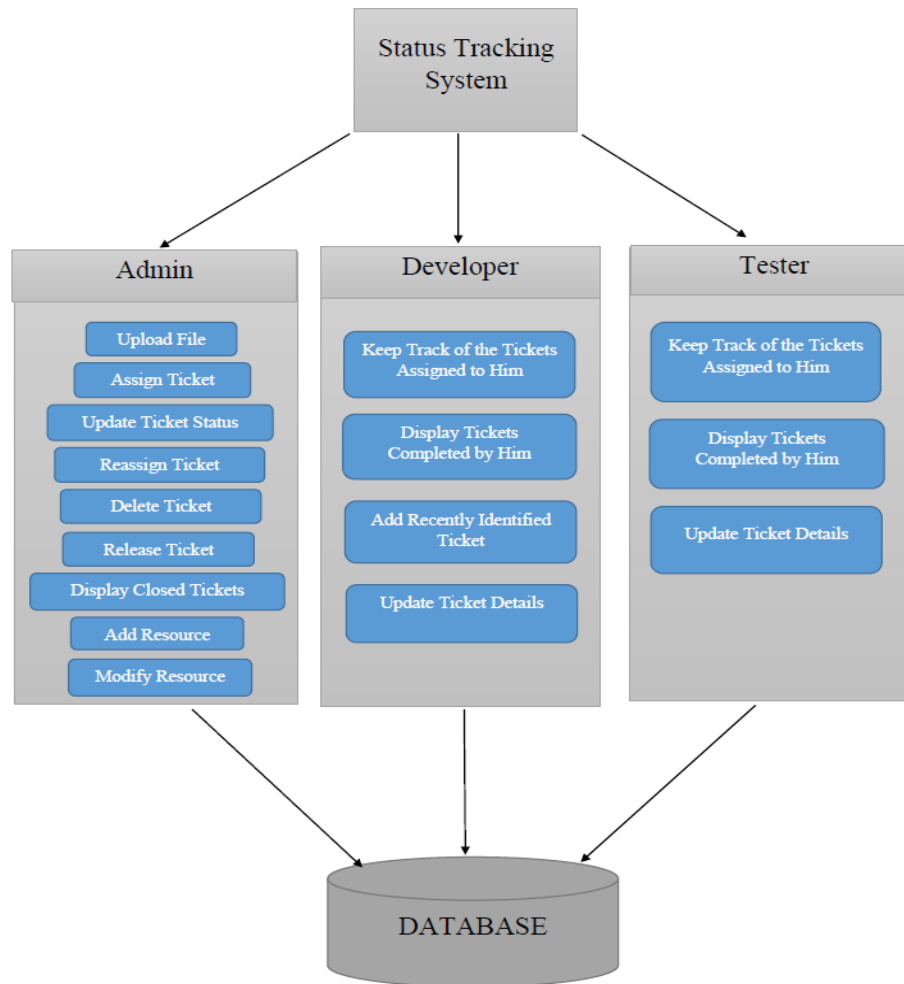 Status Tracking
System
Admin
Upload File
Assign Ticket
Update Ticket Status
Reassign Ticket
Delete Ticket
Release Ticket
Display Closed Tickets
Add Resource
Modify Resource
Developer
Keep Track of the Tickets
Assigned to Him
Display Tickets
Completed by Him
Add Recently Identified
Ticket
Update Ticket Details
Tester
Keep Track of the Tickets
Assigned to Him
Display Tickets
Completed by Him
Update Ticket Details
DATABASE